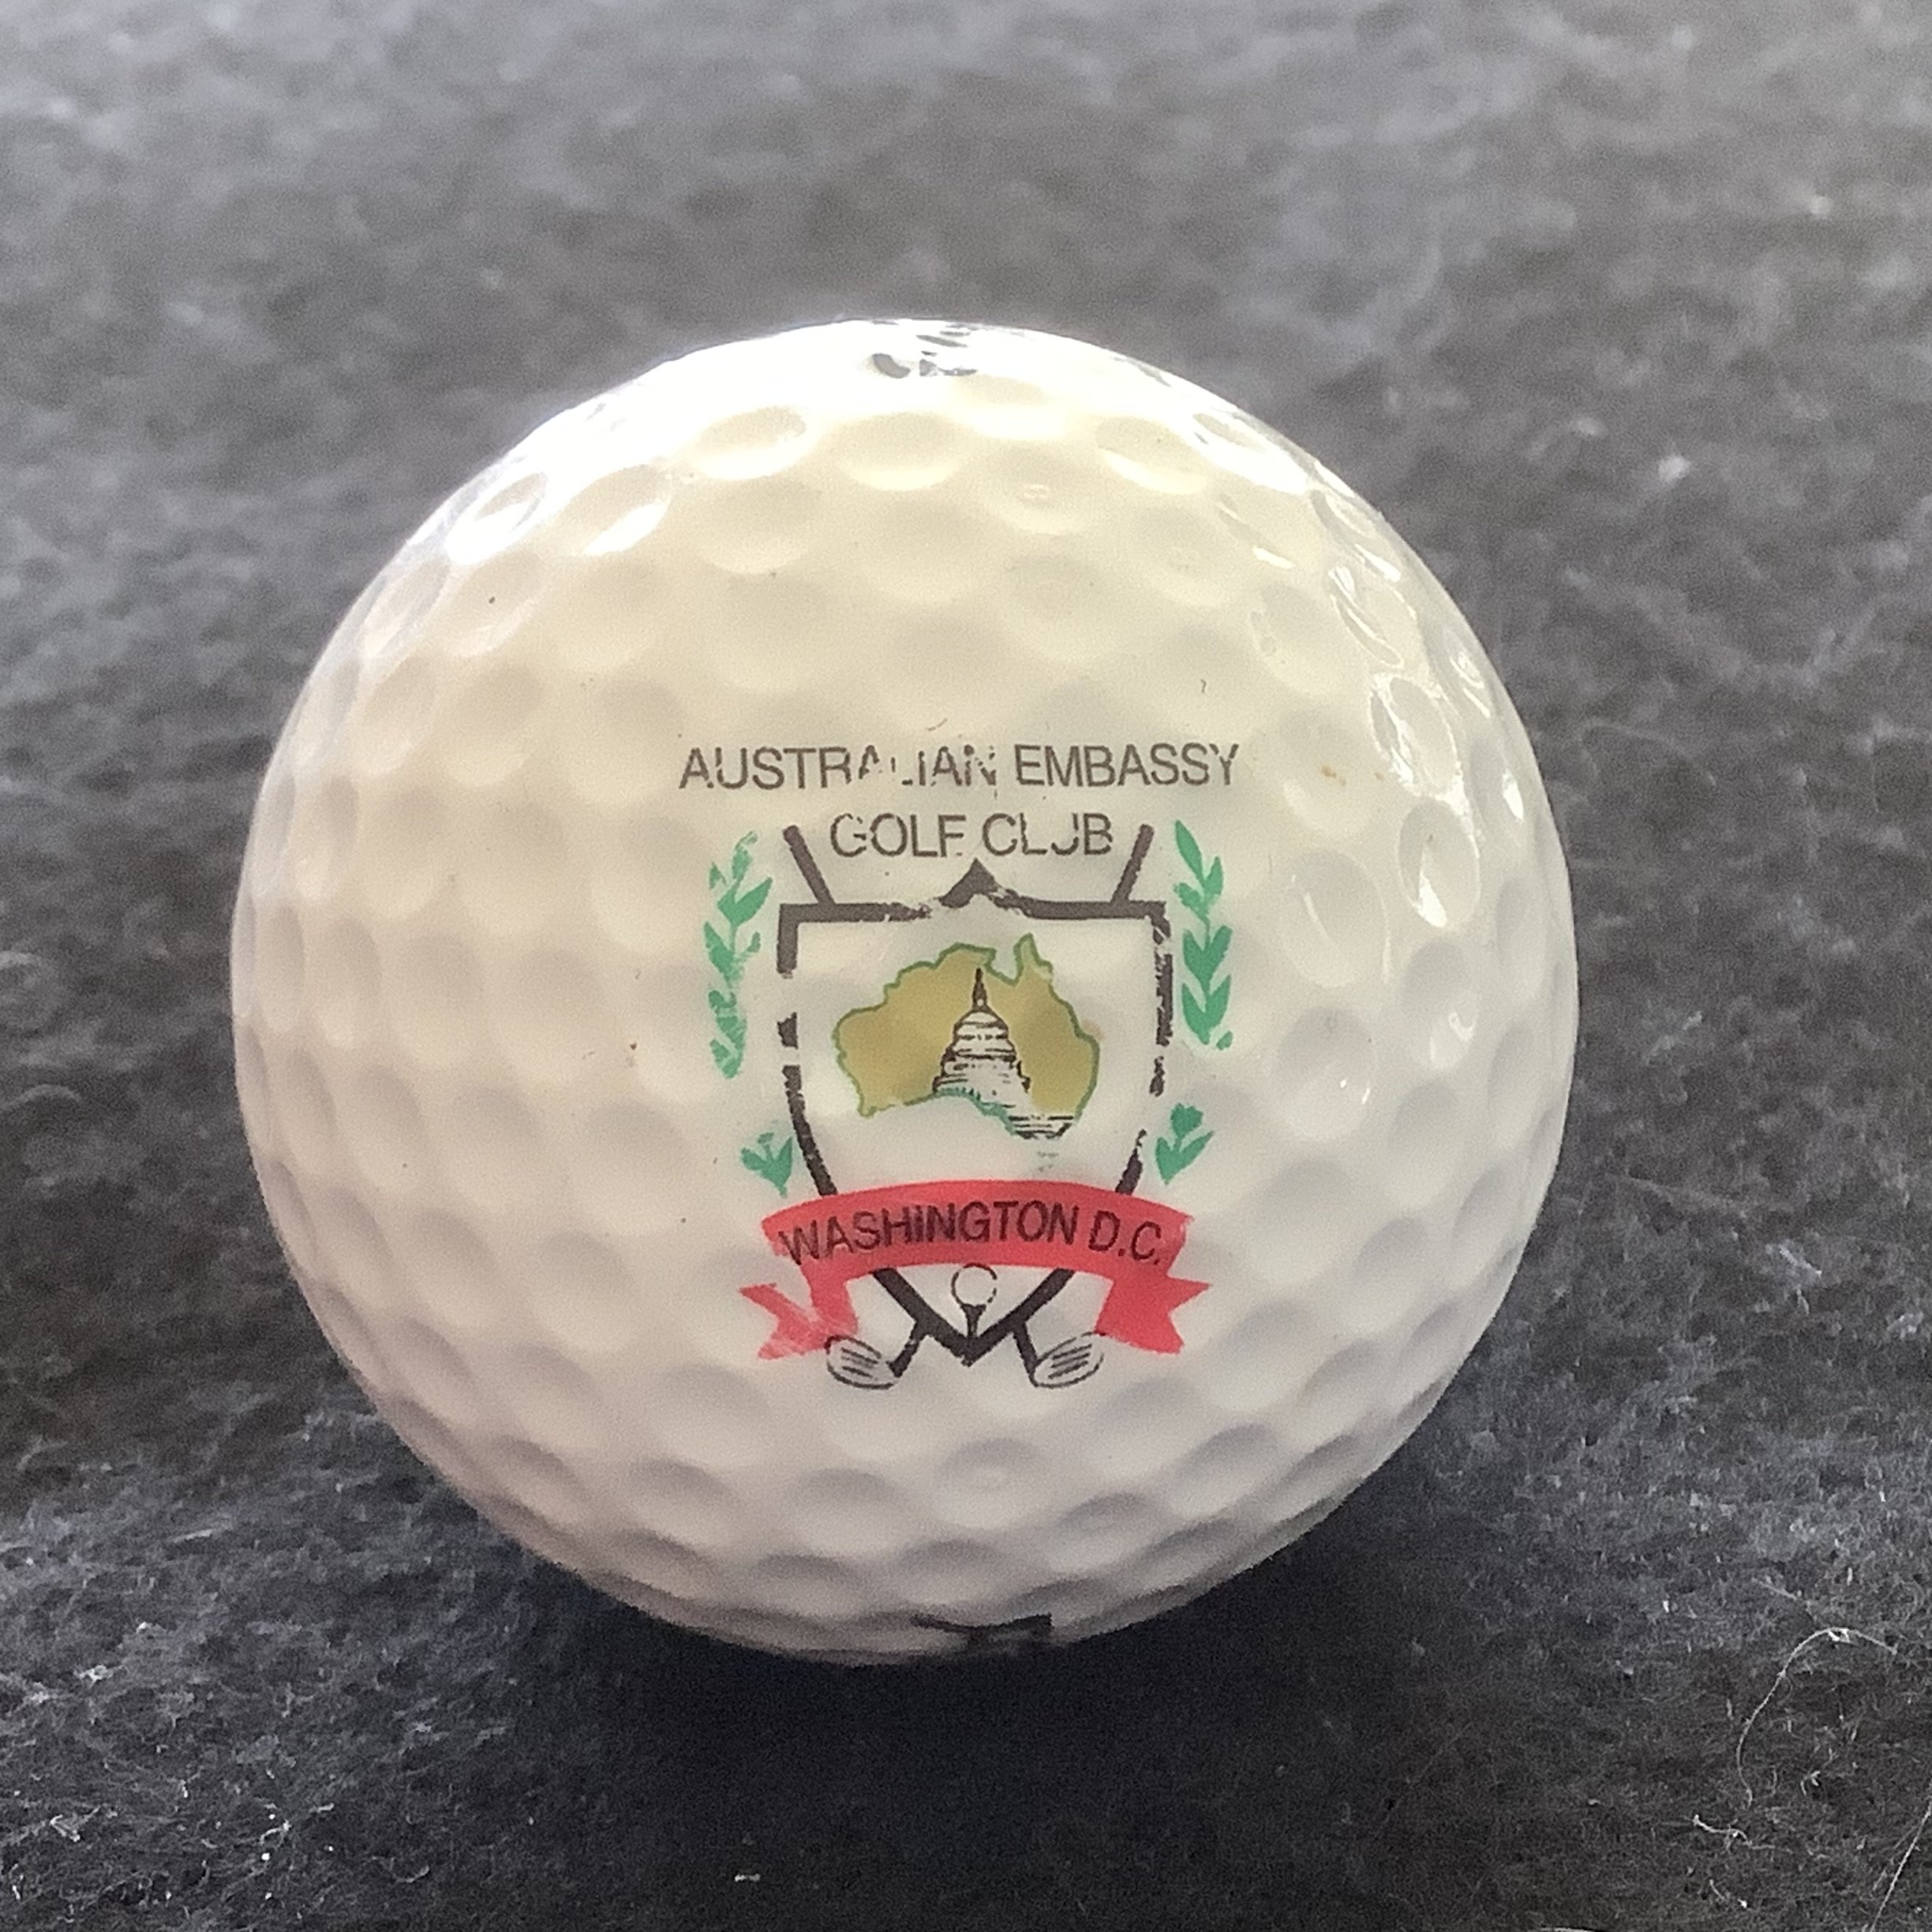 AUSTRALIAN EMBASSY
GOLF CLUB
WASHINGTON D.C.